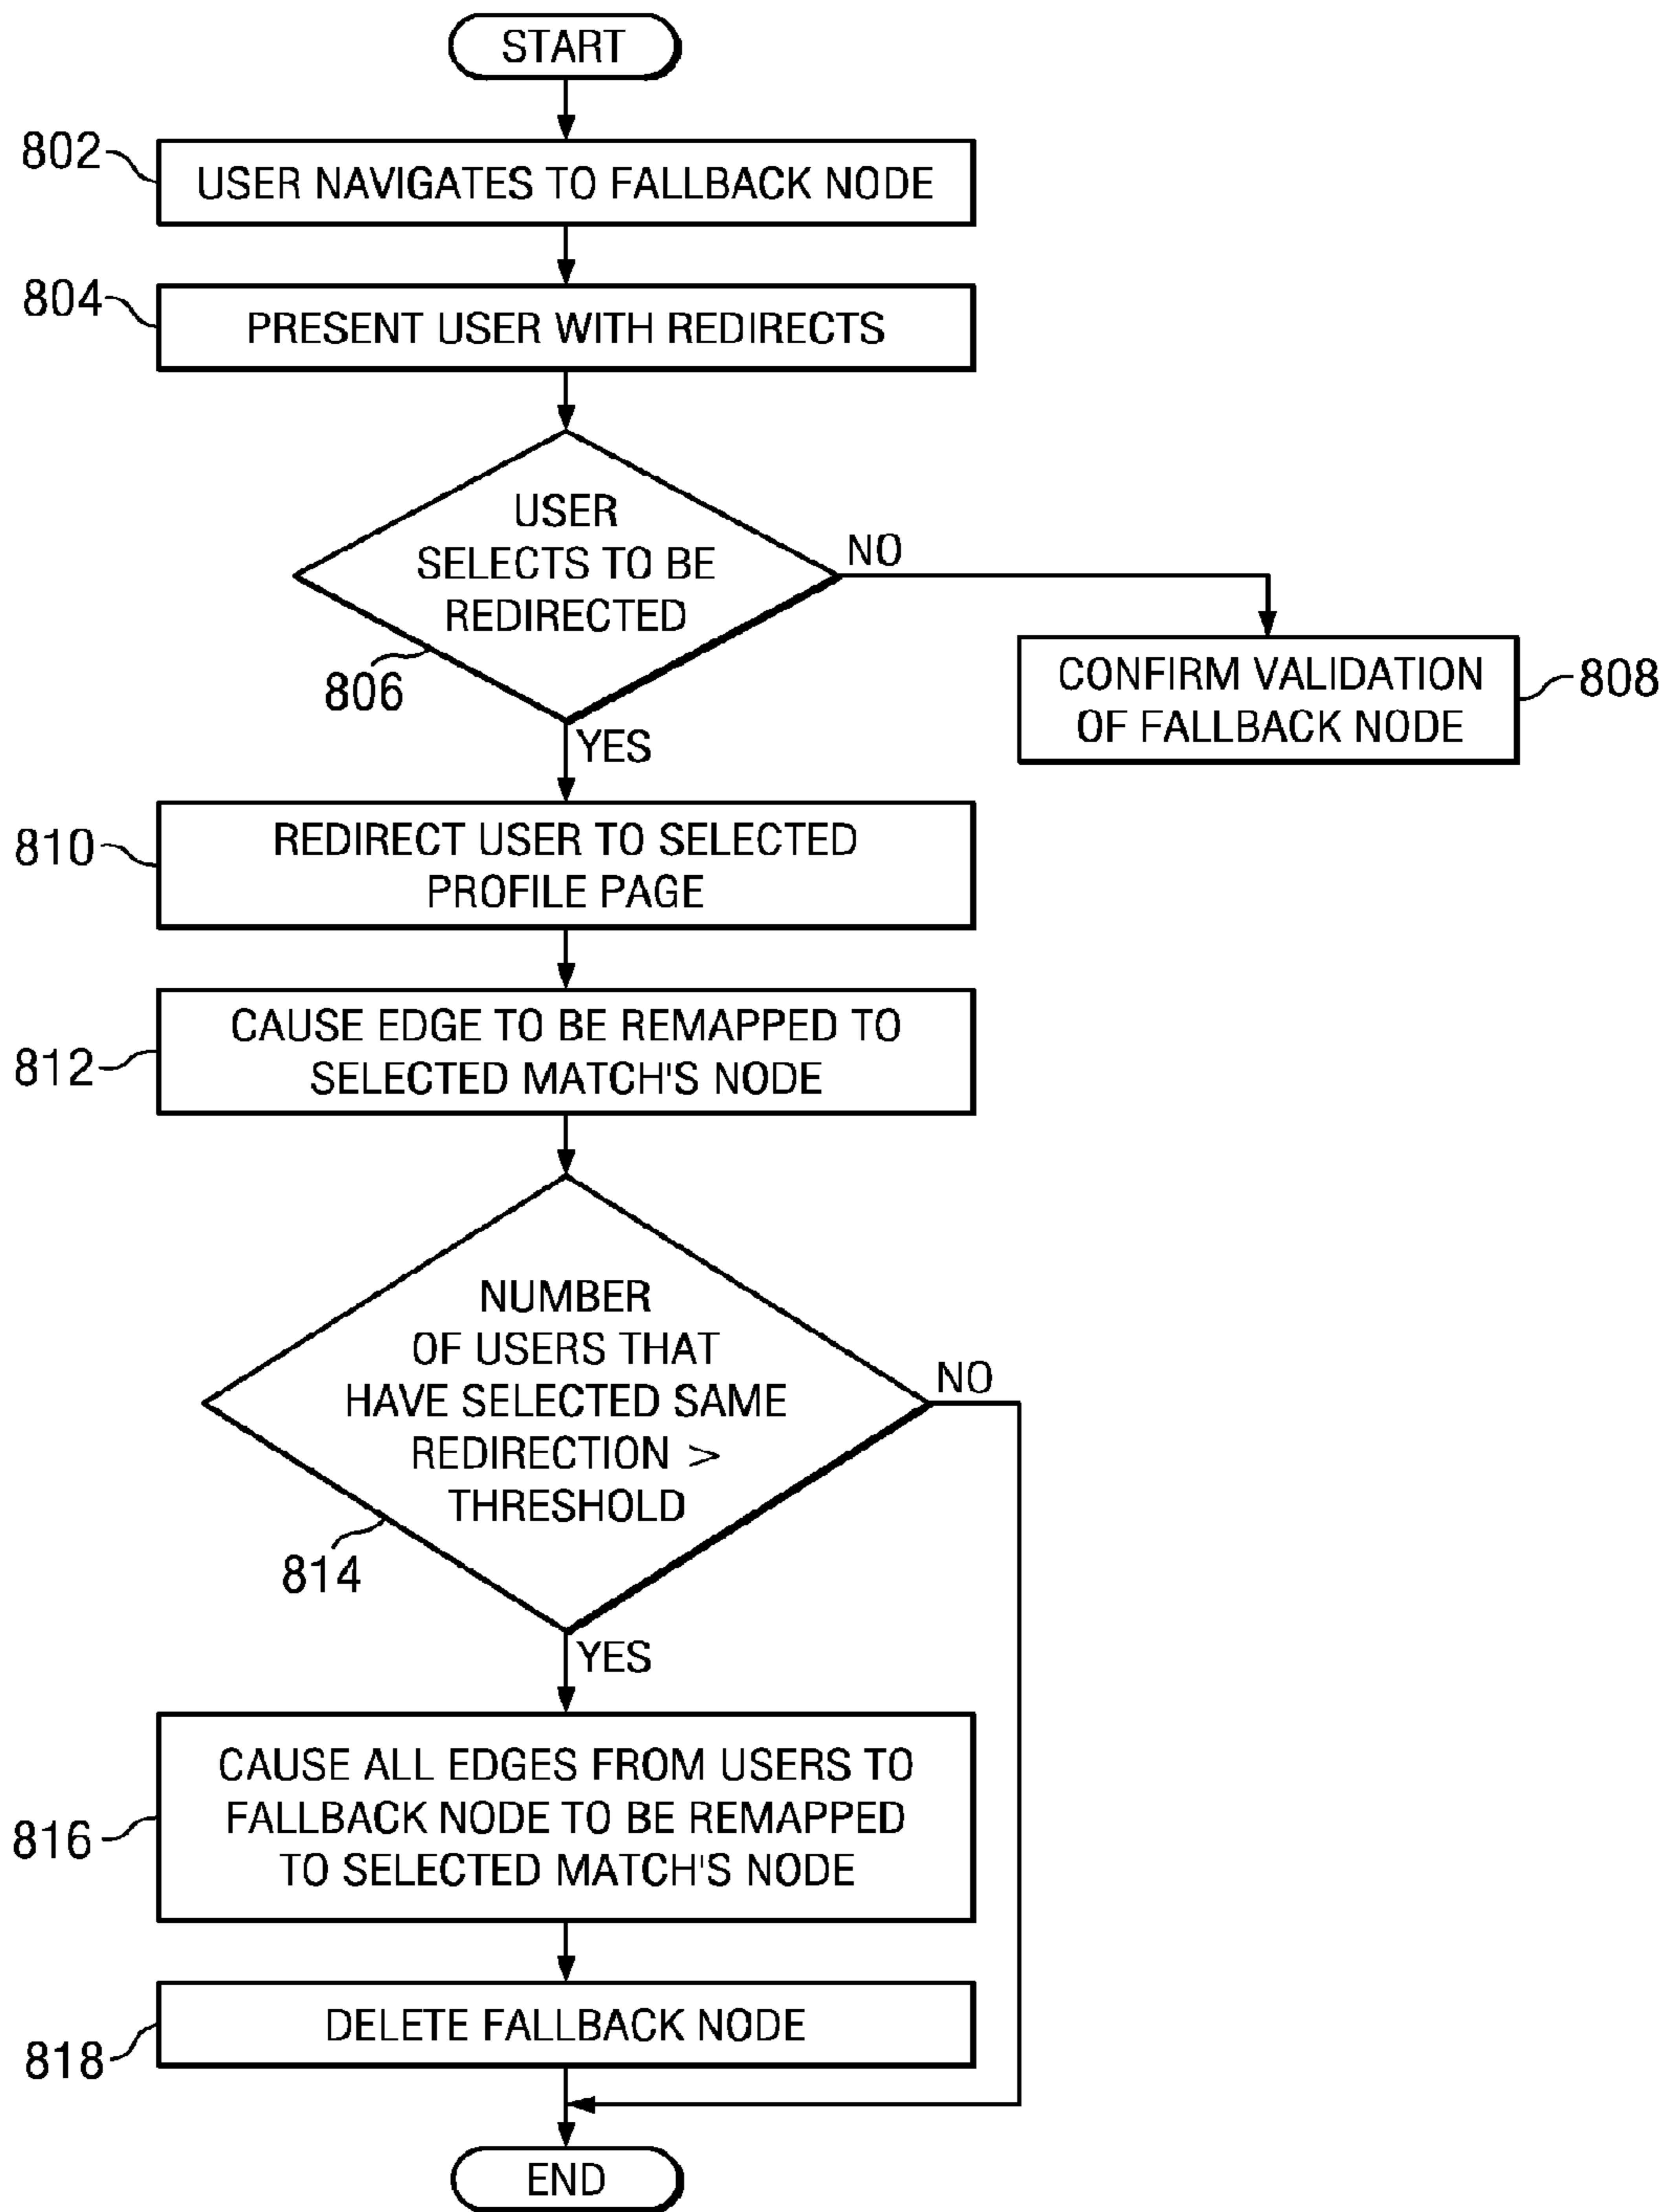 START
802
USER NAVIGATES TO FALLBACK NODE
804
PRESENT USER WITH REDIRECTS
USER
SELECTS TO BE
REDIRECTED
806
NO
CONFIRM VALIDATION
OF FALLBACK NODE
808
YES
810
REDIRECT USER TO SELECTED
PROFILE PAGE
812
CAUSE EDGE TO BE REMAPPED TO
SELECTED MATCH'S NODE
NUMBER
OF USERS THAT
HAVE SELECTED SAME
REDIRECTION >
THRESHOLD
814
NO
YES
816
CAUSE ALL EDGES FROM USERS TO
FALLBACK NODE TO BE REMAPPED
TO SELECTED MATCH'S NODE
818
DELETE FALLBACK NODE
END